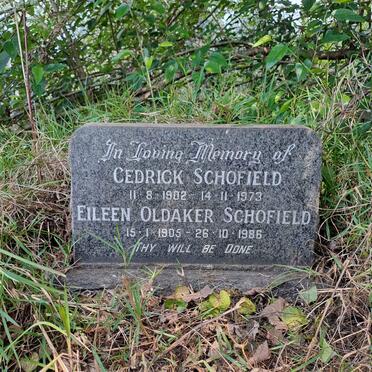 In Loving Memory of
CEDRICK SCHOFIELD
11·8·1902 - 14·11·1973
EILEEN OLDAKER SCHOFIELD
15·1·1905 - 26·10·1986
THY WILL BE DONE